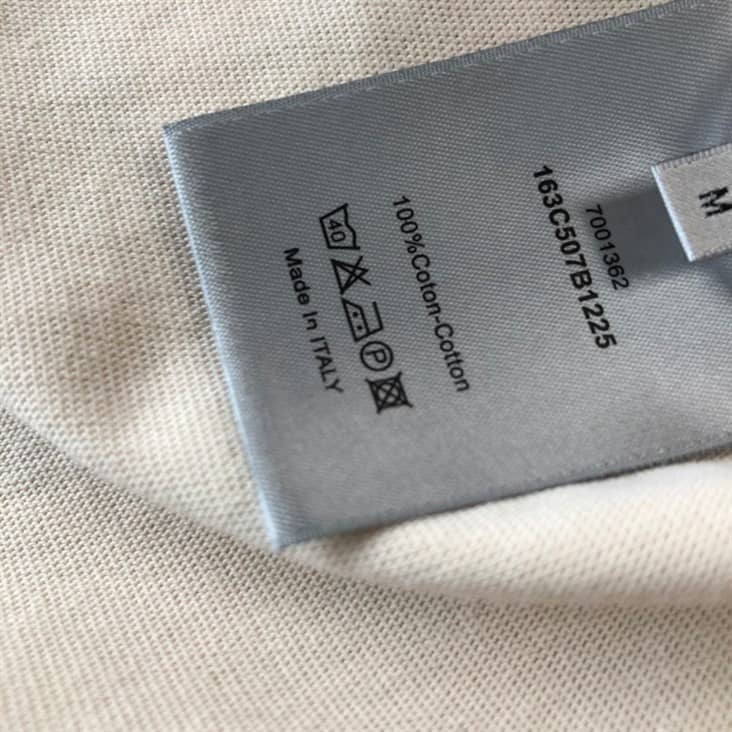 M
7001362
163C507B1225
100%Coton-Cotton
40
P
Made In ITALY